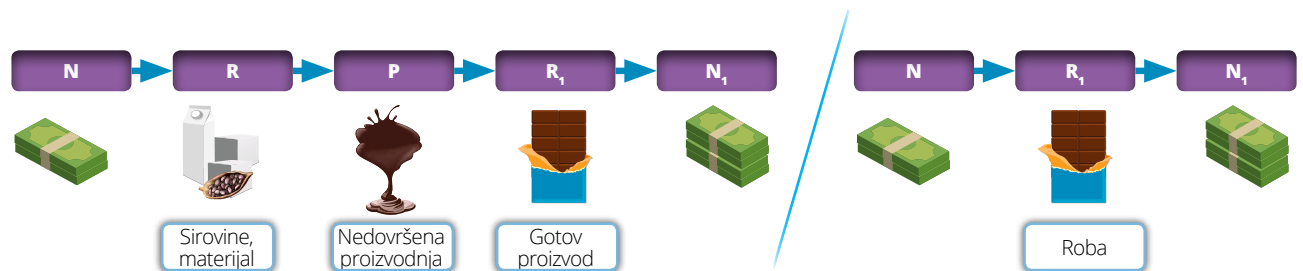 N R P R₁ N₁ N R₁ N₁
Sirovine,
materijal
Nedovršena
proizvodnja
Gotov
proizvod
Roba